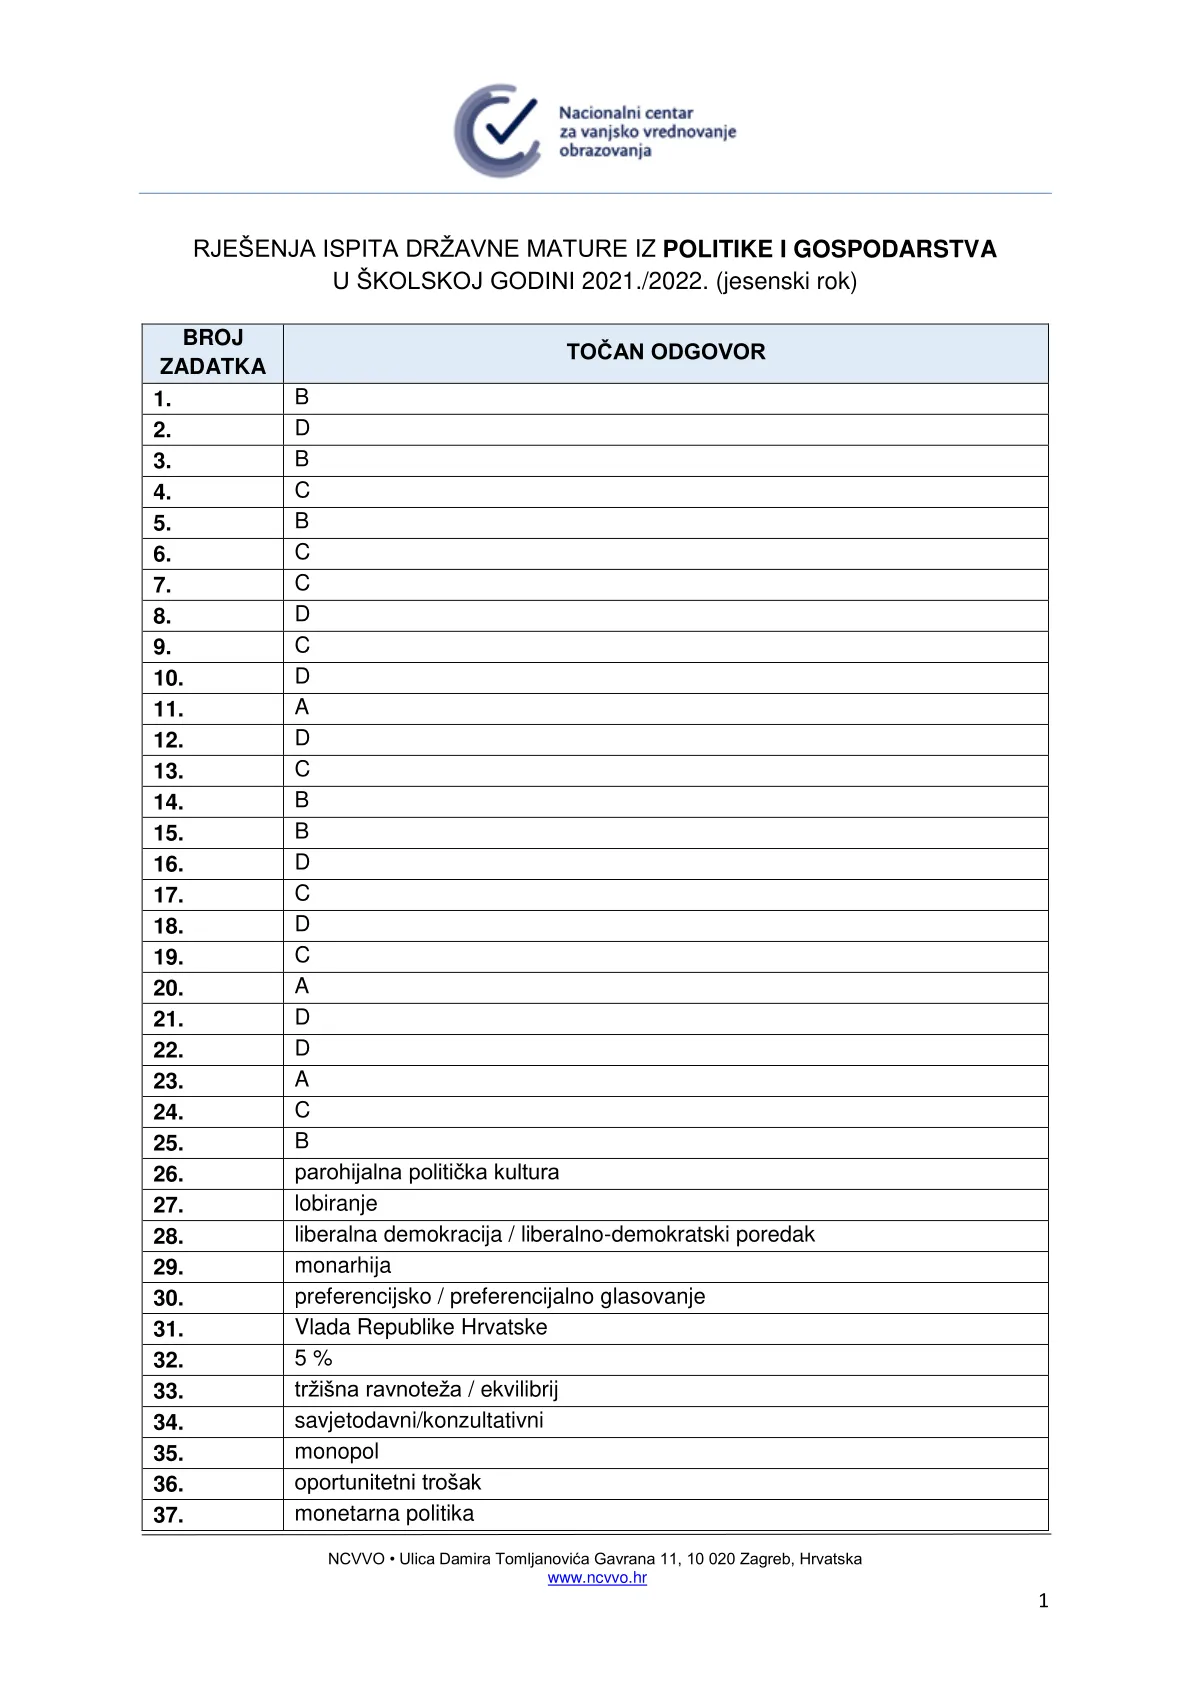 Nacionalni centar
za vanjsko vrednovanje
obrazovanja
RJEŠENJA ISPITA DRŽAVNE MATURE IZ POLITIKE I GOSPODARSTVA
U ŠKOLSKOJ GODINI 2021./2022. (jesenski rok)
BROJ
ZADATKA
TOČAN ODGOVOR
1. B
2. D
3. B
4. C
5. B
6. C
7. C
8. D
9. C
10. D
11. A
12. D
13. C
14. B
15. B
16. D
17. C
18. D
19. C
20. A
21. D
22. D
23. A
24. C
25. B
26. parohijalna politička kultura
27. lobiranje
28. liberalna demokracija / liberalno-demokratski poredak
29. monarhija
30. preferencijsko / preferencijalno glasovanje
31. Vlada Republike Hrvatske
32. 5 %
33. tržišna ravnoteža / ekvilibrij
34. savjetodavni/konzultativni
35. monopol
36. oportunitetni trošak
37. monetarna politika
NCVVO • Ulica Damira Tomljanovića Gavrana 11, 10 020 Zagreb, Hrvatska
www.ncvvo.hr
1